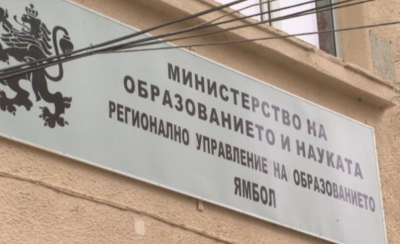 МИНИСТЕРСТВО НА
ОБРАЗОВАНИЕТО И НАУКАТА
РЕГИОНАЛНО УПРАВЛЕНИЕ НА ОБРАЗОВАНИЕТО
ЯМБОЛ